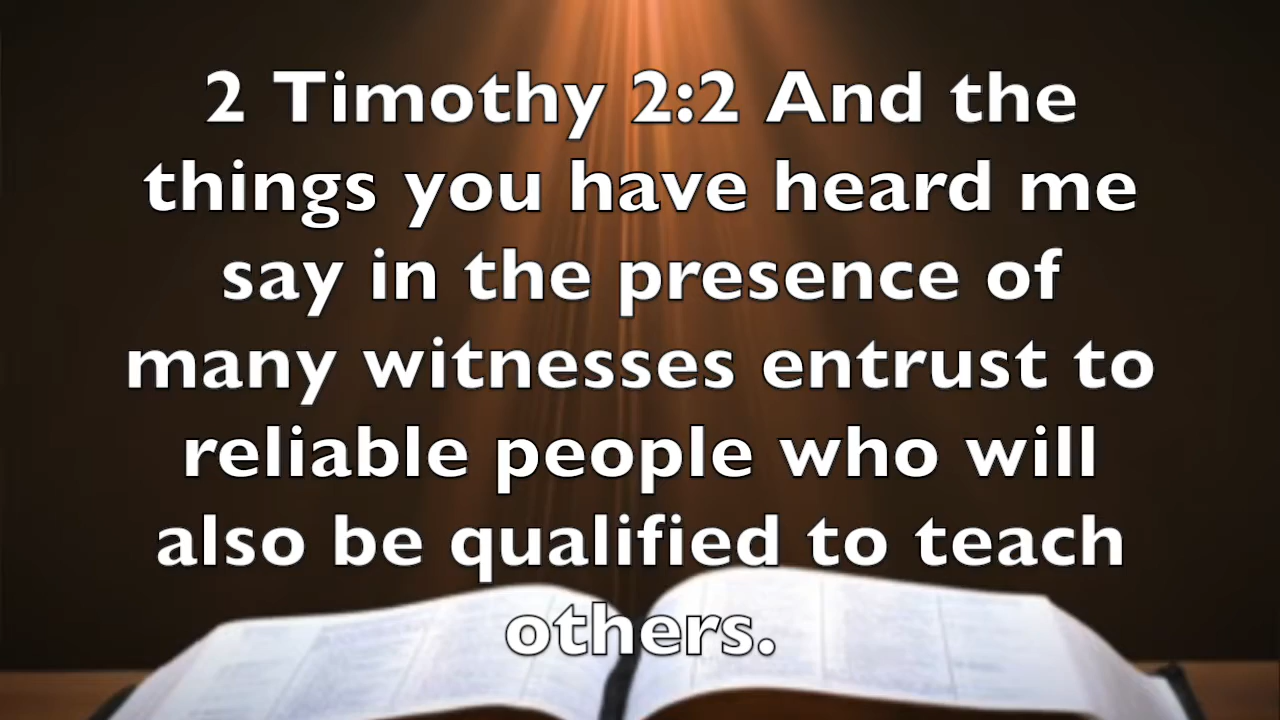 2 Timothy 2:2 And the
things you have heard me
say in the presence of
many witnesses entrust to
reliable people who will
also be qualified to teach
others.